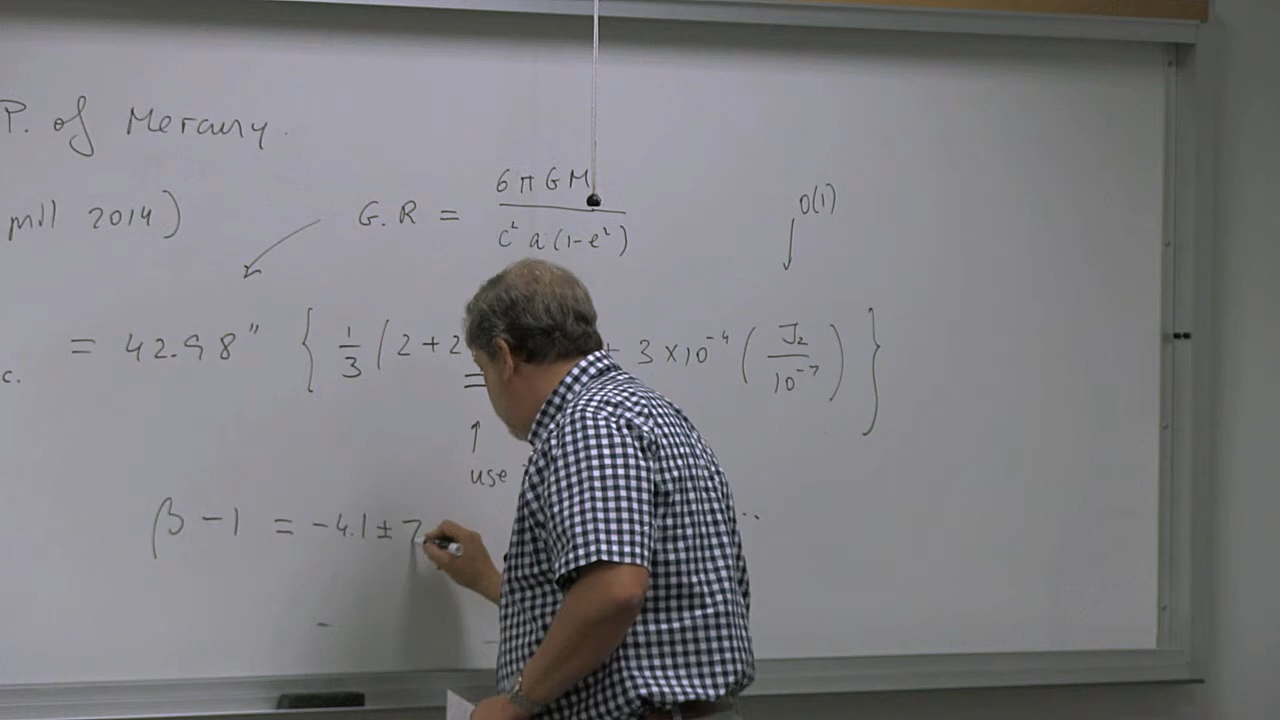 P. of Mercury.
mill 2014)
G.R = 6πGM / c² a (1-e²)
O(1)
= 42.98" { 1/3 (2+2 + 3×10⁻⁴ (J₂/10⁻⁷) }
c.
↑
use
β-1 = -4.1 ± 7 ..